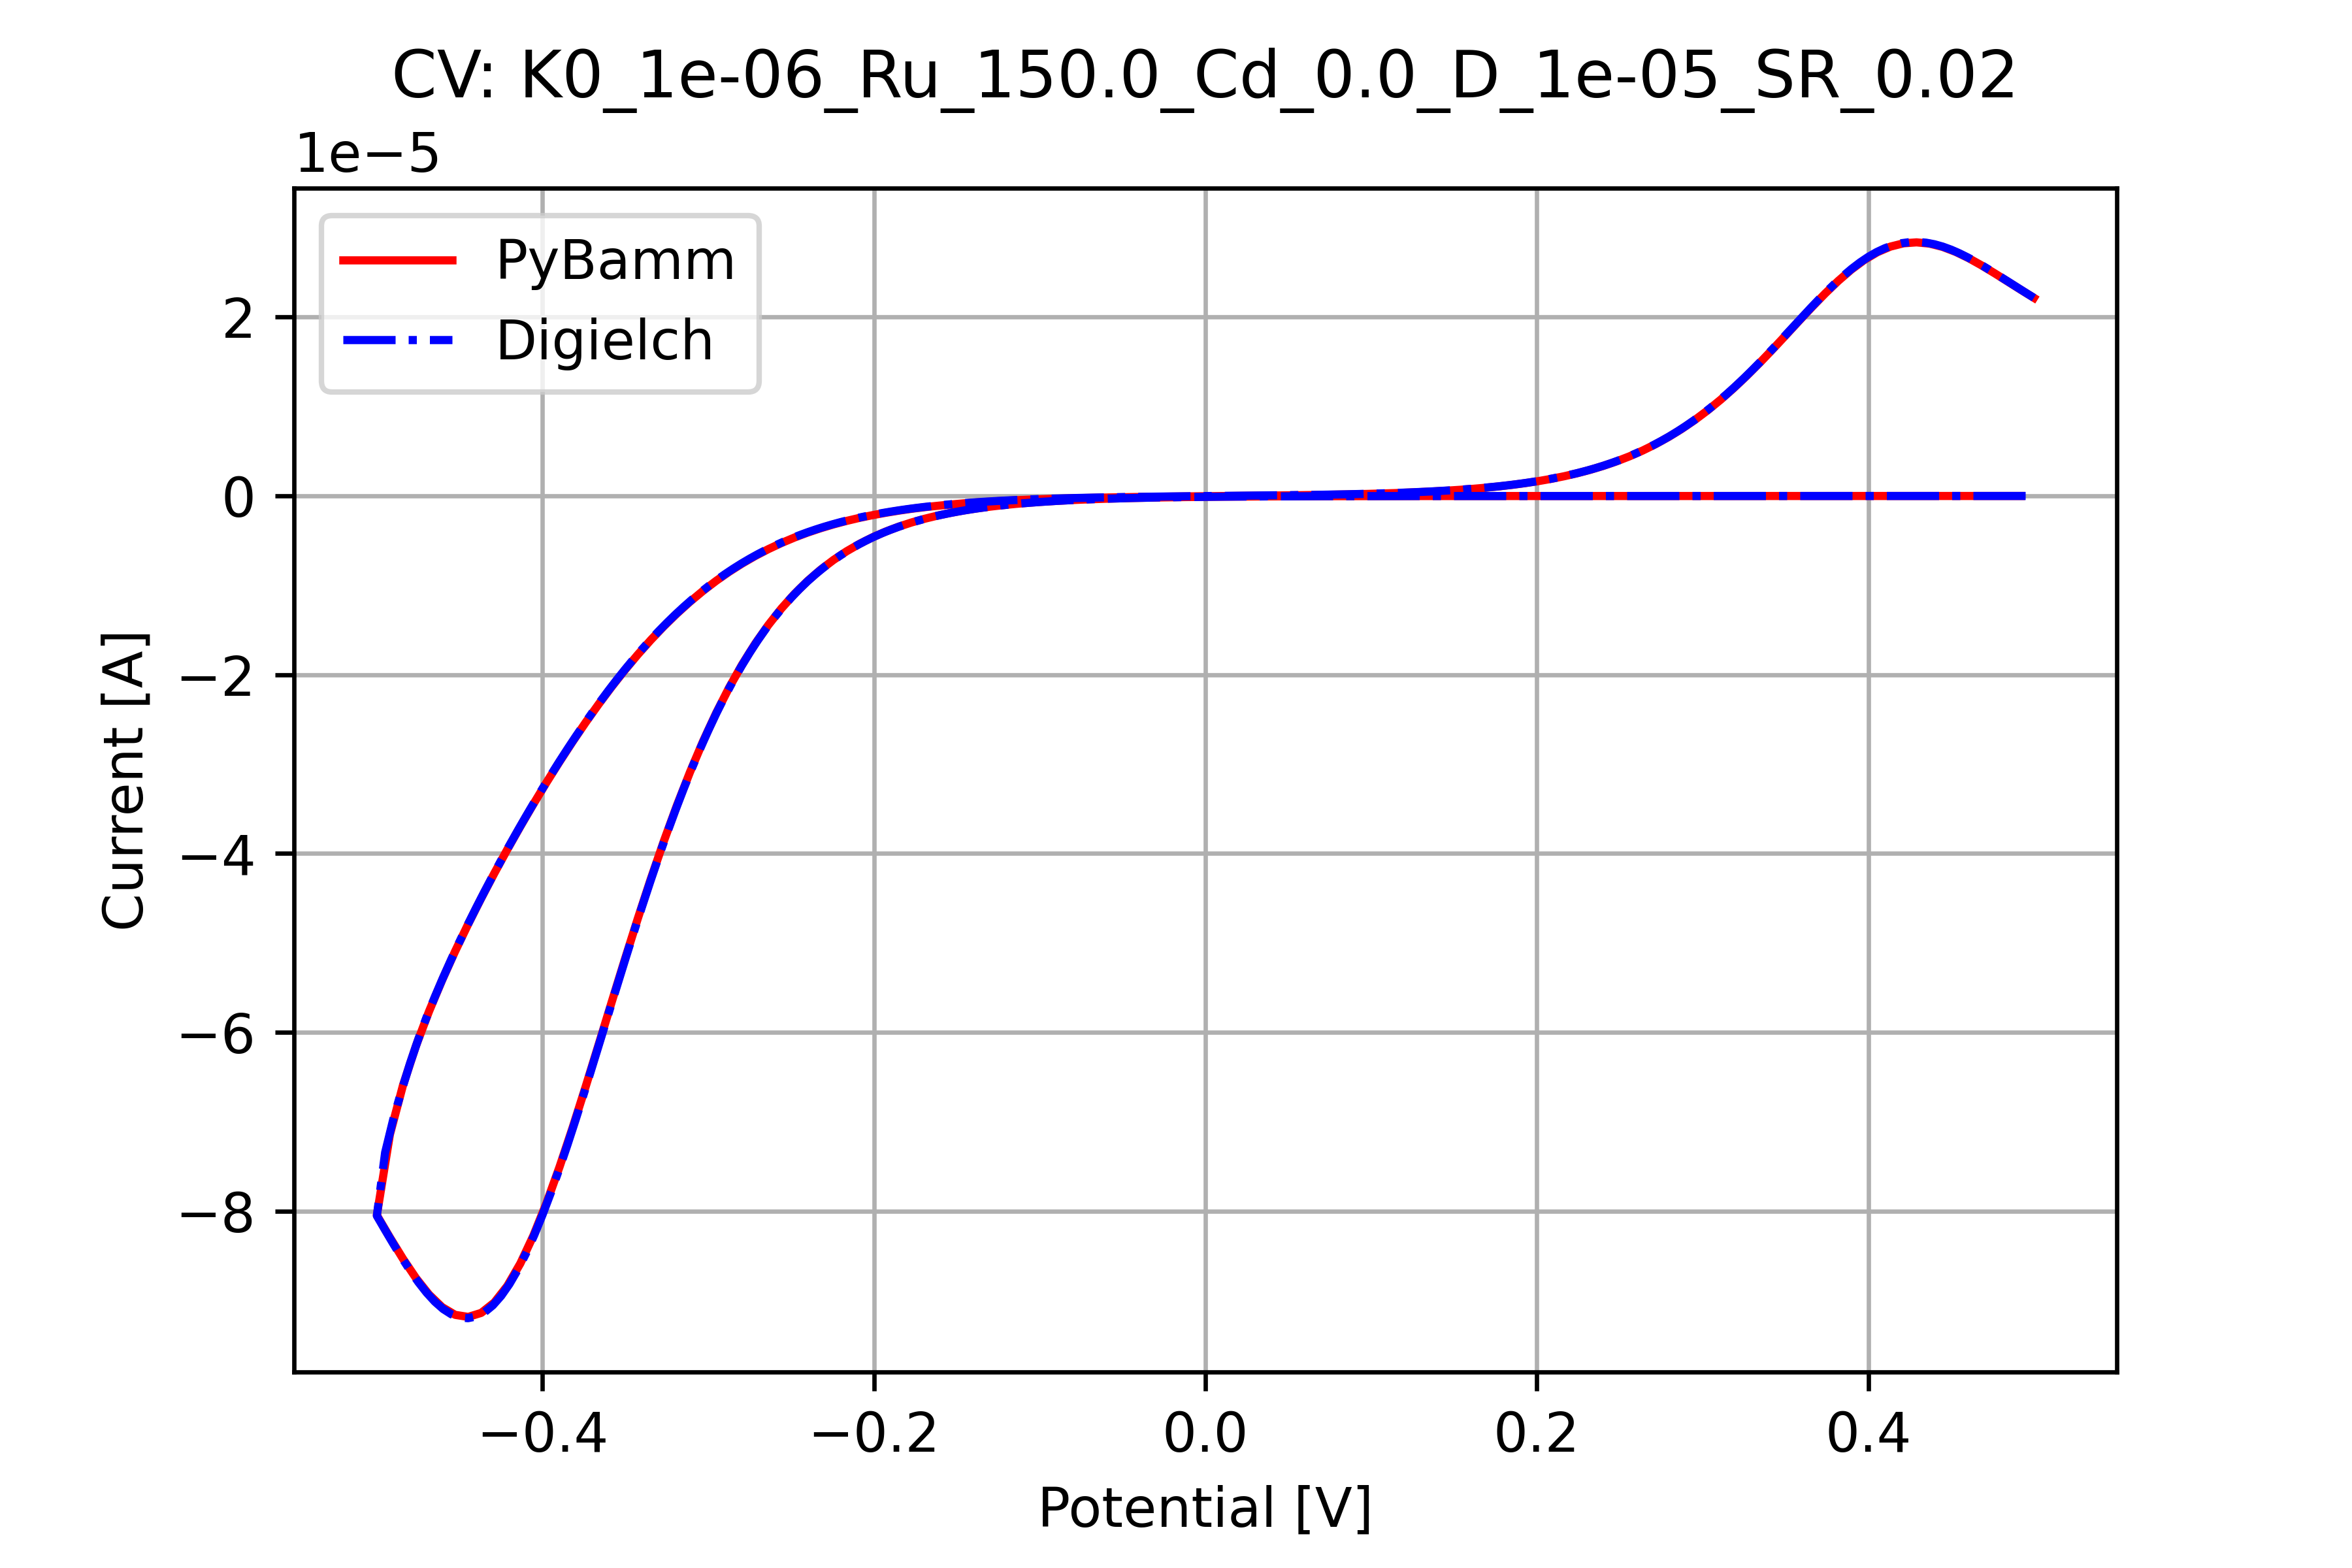 CV: K0_1e-06_Ru_150.0_Cd_0.0_D_1e-05_SR_0.02
1e−5
PyBamm
Digielch
2
0
−2
−4
−6
−8
Current [A]
−0.4
−0.2
0.0
0.2
0.4
Potential [V]